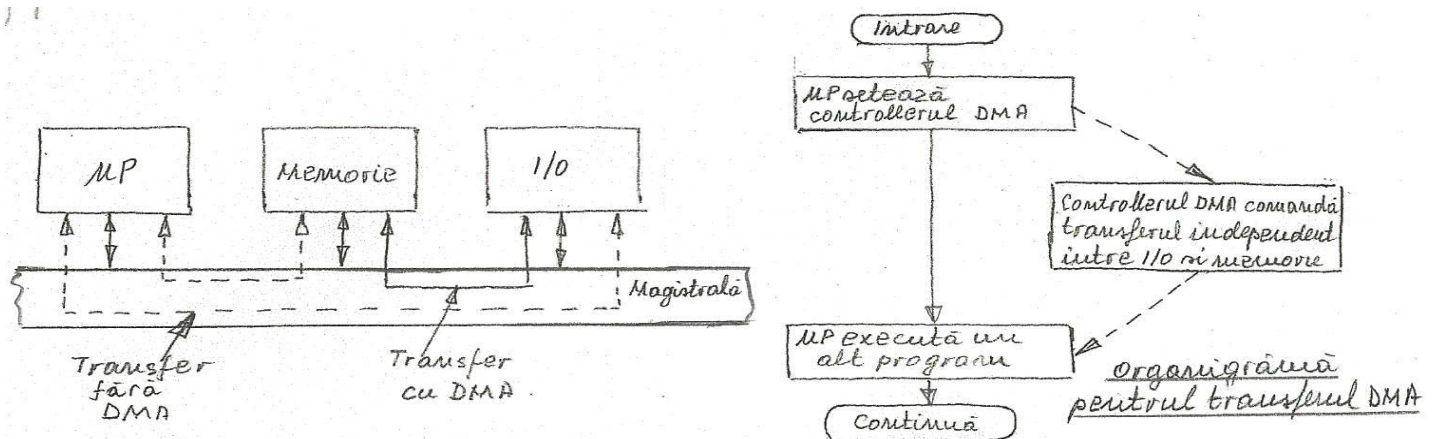 μP
Memorie
I/O
Magistrală
Transfer
fără
DMA
Transfer
cu DMA
Intrare
μP setează
controllerul DMA
Controllerul DMA comandă
transferul independent
între I/O și memorie
μP execută un
alt program
Continuă
Organigramă
pentrul transferul DMA